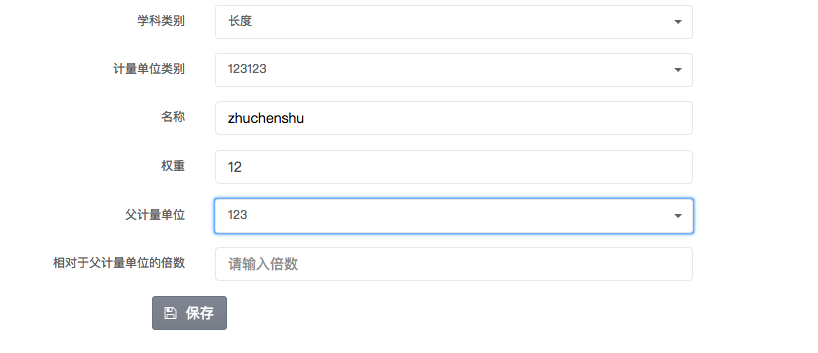 学科类别 长度
计量单位类别 123123
名称 zhuchenshu
权重 12
父计量单位 123
相对于父计量单位的倍数 请输入倍数
保存